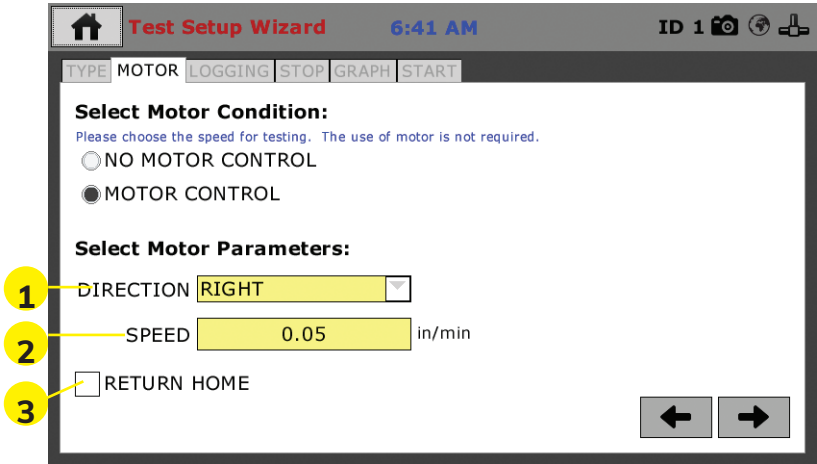 Test Setup Wizard 6:41 AM ID 1
TYPE MOTOR LOGGING STOP GRAPH START
Select Motor Condition:
Please choose the speed for testing. The use of motor is not required.
NO MOTOR CONTROL
MOTOR CONTROL
Select Motor Parameters:
1 DIRECTION RIGHT
2 SPEED 0.05 in/min
3 RETURN HOME